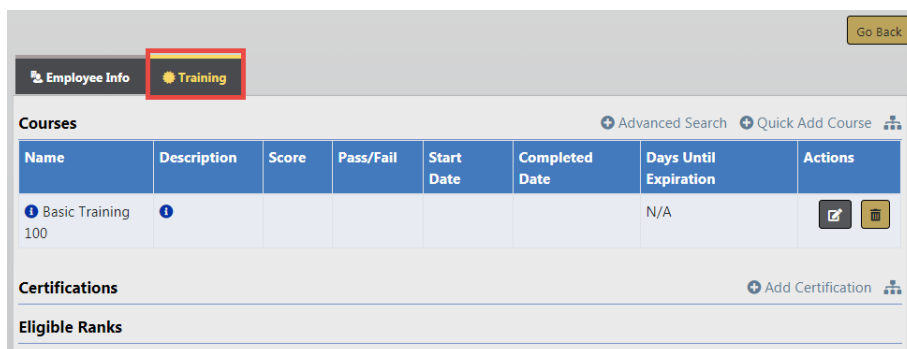 Go Back
Employee Info Training
Courses Advanced Search Quick Add Course
Name Description Score Pass/Fail Start Date Completed Date Days Until Expiration Actions
Basic Training 100 N/A
Certifications Add Certification
Eligible Ranks